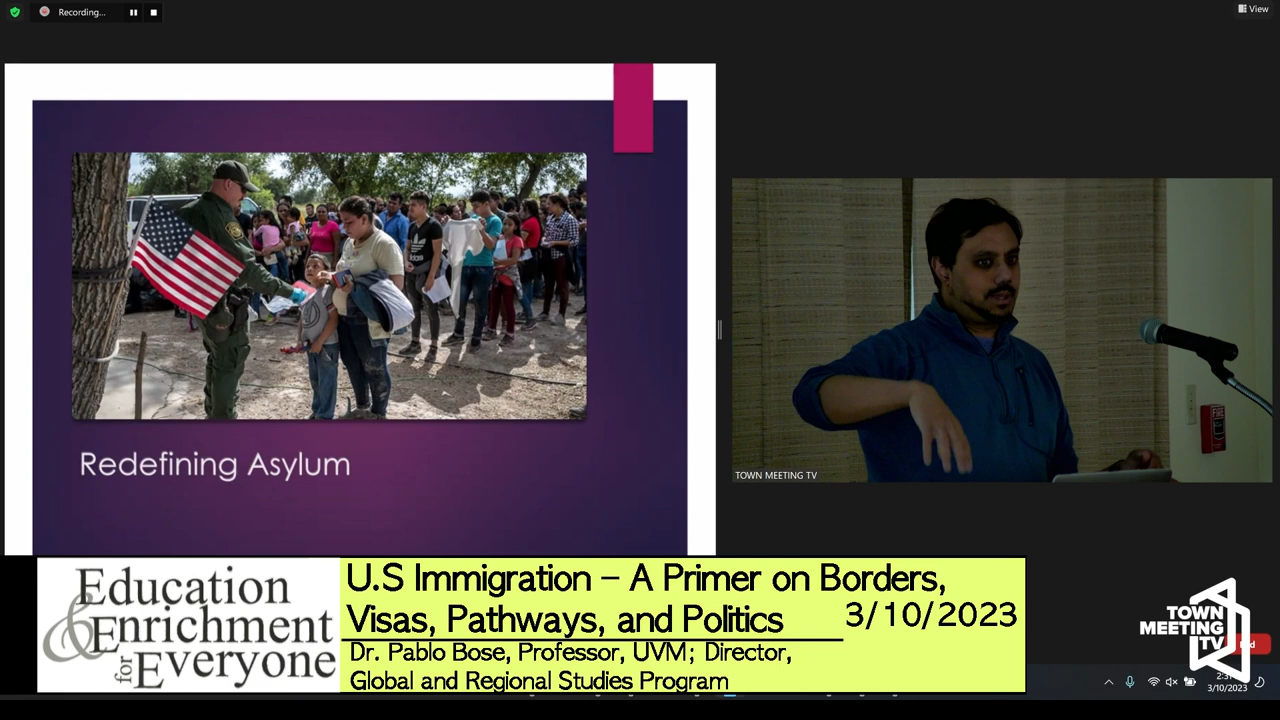 Recording...
View
Redefining Asylum
TOWN MEETING TV
FIRE
Education
& Enrichment
for Everyone
U.S Immigration – A Primer on Borders,
Visas, Pathways, and Politics
3/10/2023
Dr. Pablo Bose, Professor, UVM; Director,
Global and Regional Studies Program
TOWN
MEETING
TV
3/10/2023